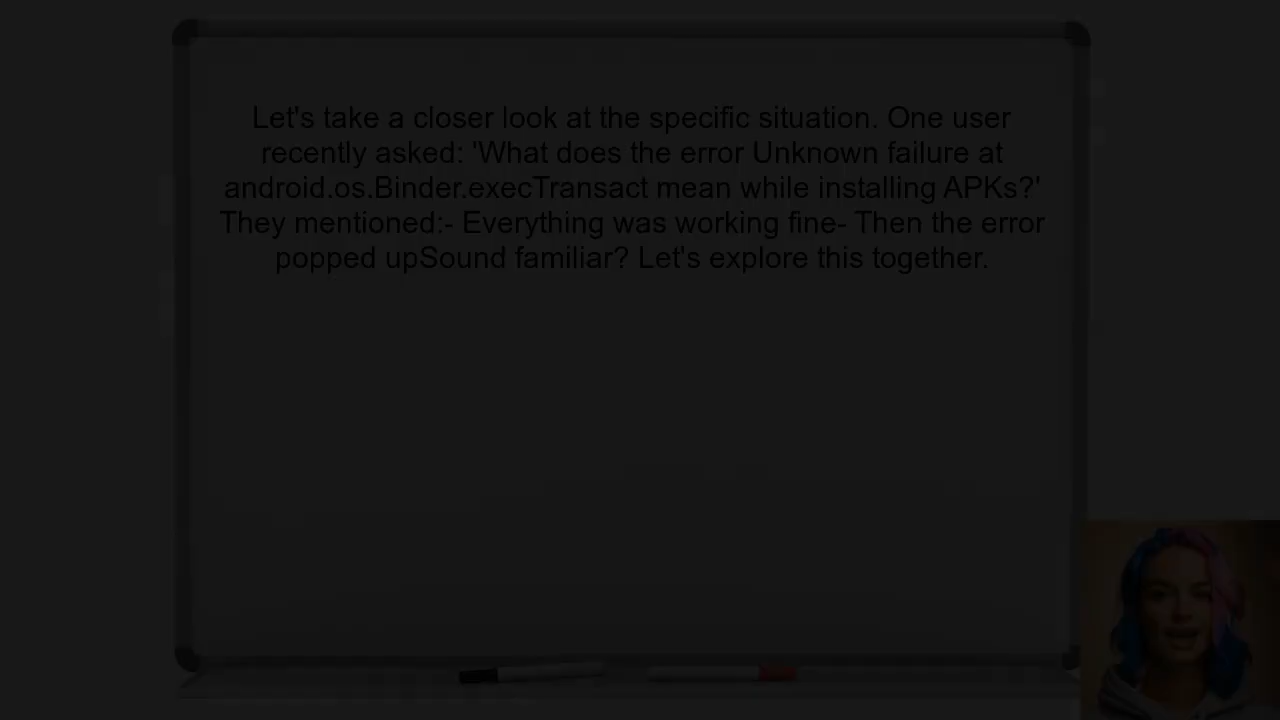 Let's take a closer look at the specific situation. One user
recently asked: 'What does the error Unknown failure at
android.os.Binder.execTransact mean while installing APKs?'
They mentioned:- Everything was working fine- Then the error
popped upSound familiar? Let's explore this together.